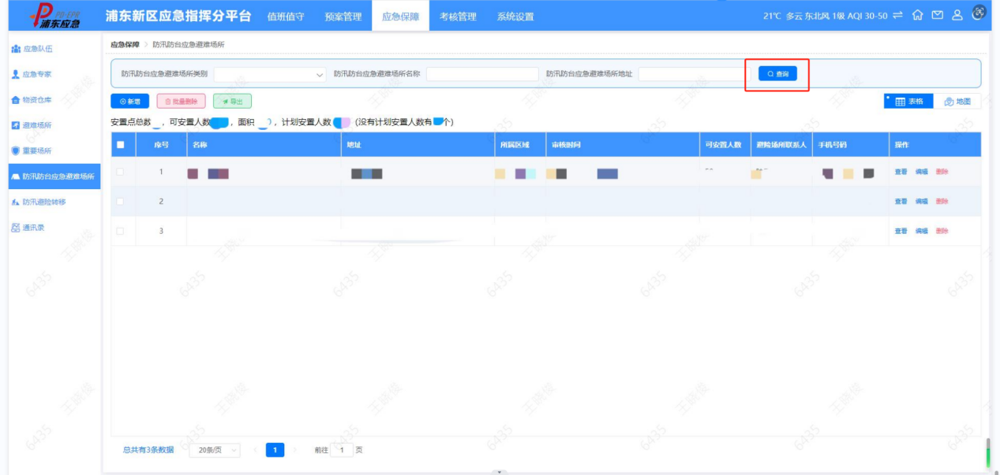 PD-EPR
浦东应急
浦东新区应急指挥分平台 值班值守 预案管理 应急保障 考核管理 系统设置 21℃ 多云 东北风 1级 AQI 30-50
应急队伍
应急专家
物资仓库
避难场所
重要场所
防汛防台应急避难场所
防汛避险转移
通讯录
应急保障 > 防汛防台应急避难场所
防汛防台应急避难场所类别 防汛防台应急避难场所名称 防汛防台应急避难场所地址 查询
新增 批量删除 导出 表格 地图
安置点总数 ，可安置人数 ，面积 ，计划安置人数 (没有计划安置人数有 个)
序号 名称 地址 所属区域 审核时间 可安置人数 避险场所联系人 手机号码 操作
1 查看 编辑 删除
2 查看 编辑 删除
3 查看 编辑 删除
总共有3条数据 20条/页 < 1 > 前往 1 页
王晓俊
6435